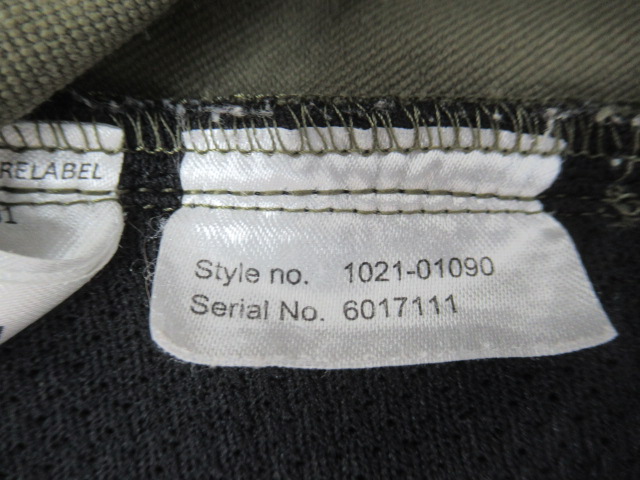 RELABEL
Style no. 1021-01090
Serial No. 6017111